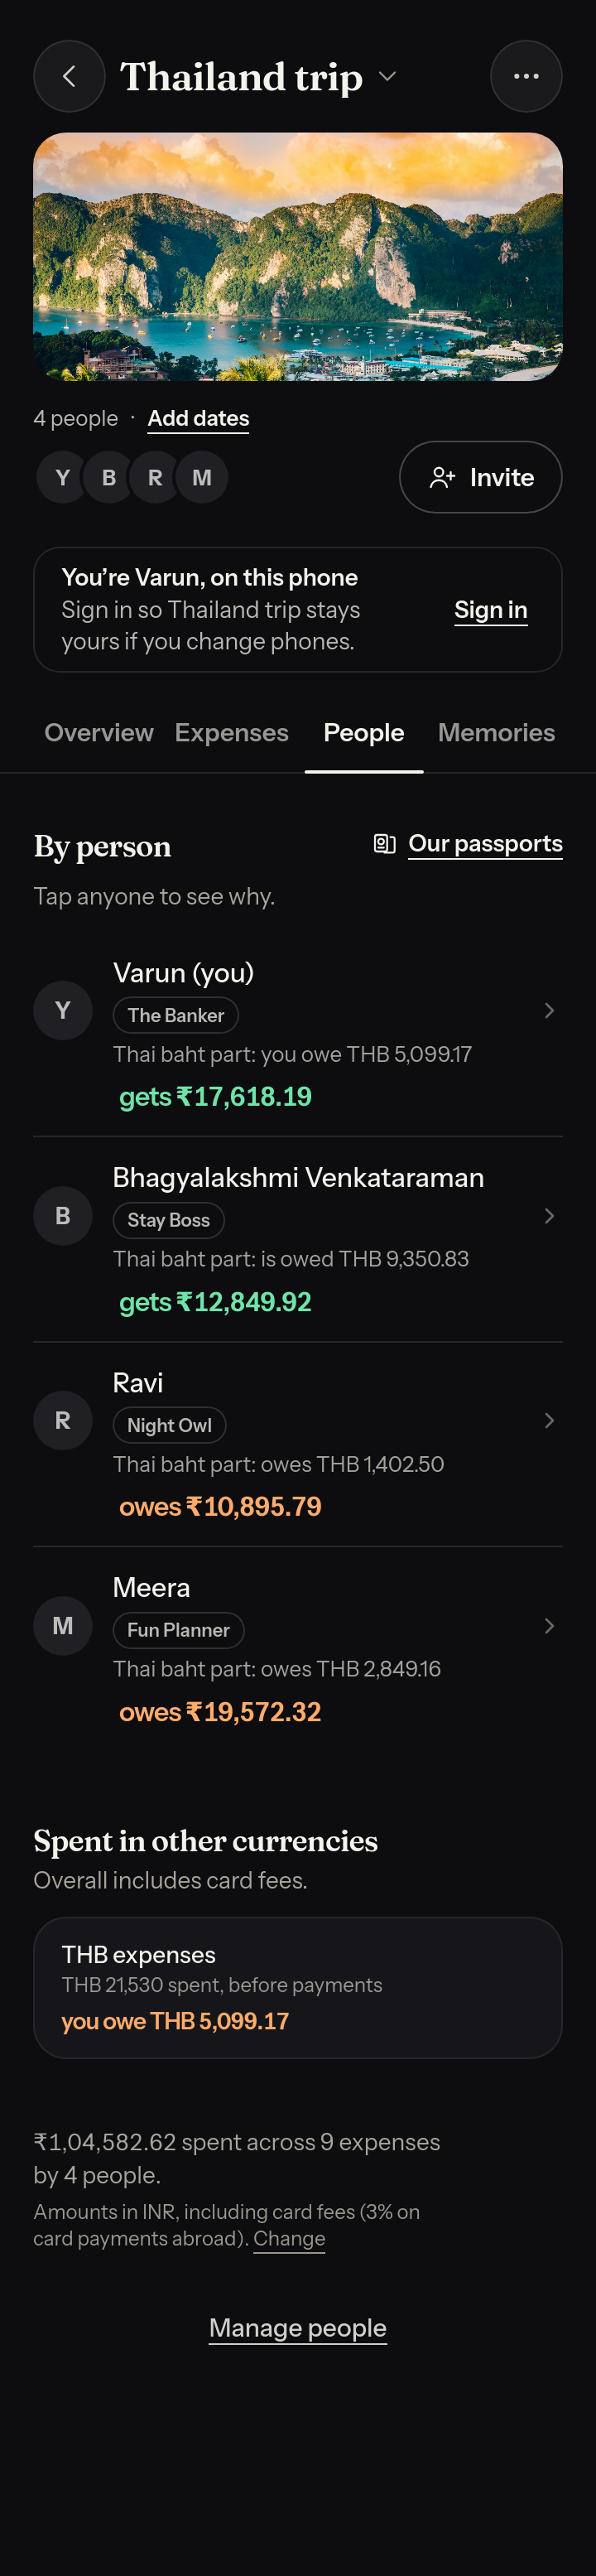 Thailand trip
4 people · Add dates
Y B R M
Invite
You’re Varun, on this phone
Sign in so Thailand trip stays
yours if you change phones.
Sign in
Overview Expenses People Memories
By person
Our passports
Tap anyone to see why.
Y
Varun (you)
The Banker
Thai baht part: you owe THB 5,099.17
gets ₹17,618.19
B
Bhagyalakshmi Venkataraman
Stay Boss
Thai baht part: is owed THB 9,350.83
gets ₹12,849.92
R
Ravi
Night Owl
Thai baht part: owes THB 1,402.50
owes ₹10,895.79
M
Meera
Fun Planner
Thai baht part: owes THB 2,849.16
owes ₹19,572.32
Spent in other currencies
Overall includes card fees.
THB expenses
THB 21,530 spent, before payments
you owe THB 5,099.17
₹1,04,582.62 spent across 9 expenses
by 4 people.
Amounts in INR, including card fees (3% on
card payments abroad). Change
Manage people